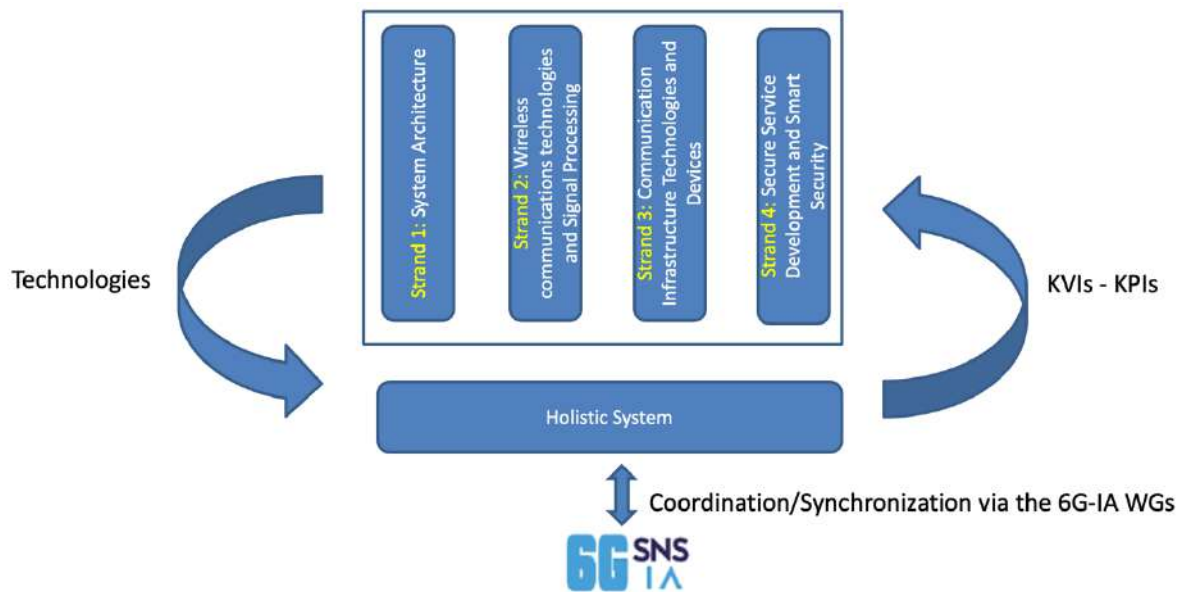 Strand 1: System Architecture
Strand 2: Wireless
communications technologies
and Signal Processing
Strand 3: Communication
Infrastructure Technologies and
Devices
Strand 4: Secure Service
Development and Smart
Security
Technologies
KVIs - KPIs
Holistic System
Coordination/Synchronization via the 6G-IA WGs
6G SNS
IA